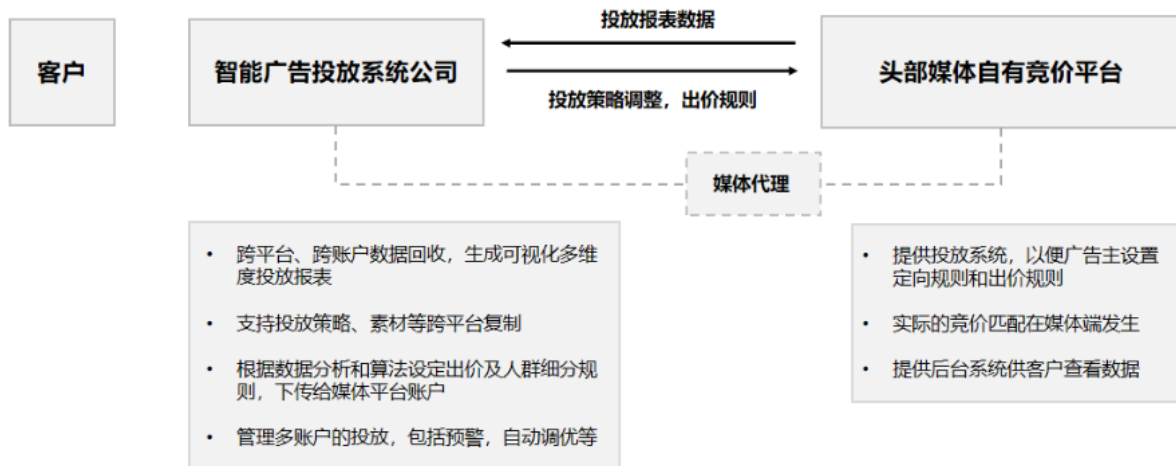 投放报表数据
客户
智能广告投放系统公司
头部媒体自有竞价平台
投放策略调整，出价规则
媒体代理
• 跨平台、跨账户数据回收，生成可视化多维
度投放报表
• 支持投放策略、素材等跨平台复制
• 根据数据分析和算法设定出价及人群细分规
则，下传给媒体平台账户
• 管理多账户的投放，包括预警，自动调优等
• 提供投放系统，以便广告主设置
定向规则和出价规则
• 实际的竞价匹配在媒体端发生
• 提供后台系统供客户查看数据